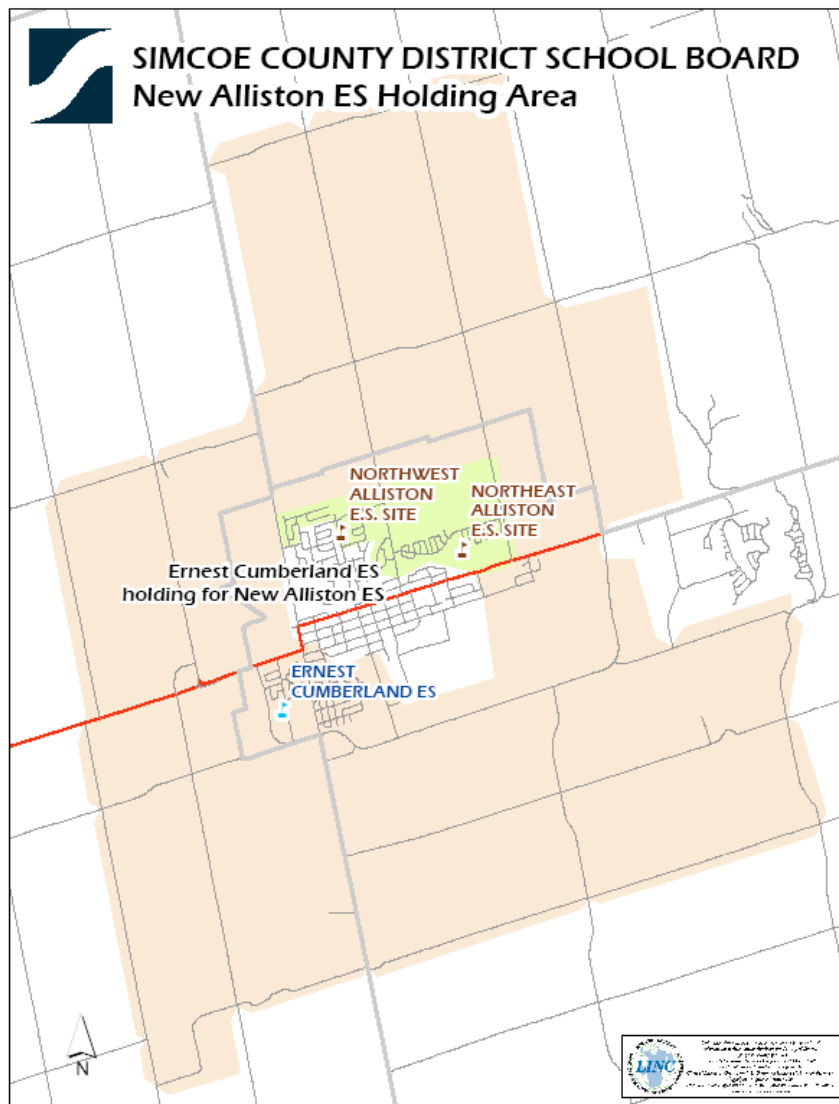 SIMCOE COUNTY DISTRICT SCHOOL BOARD
New Alliston ES Holding Area
NORTHWEST
ALLISTON
E.S. SITE
NORTHEAST
ALLISTON
E.S. SITE
Ernest Cumberland ES
holding for New Alliston ES
ERNEST
CUMBERLAND ES
N
LINC